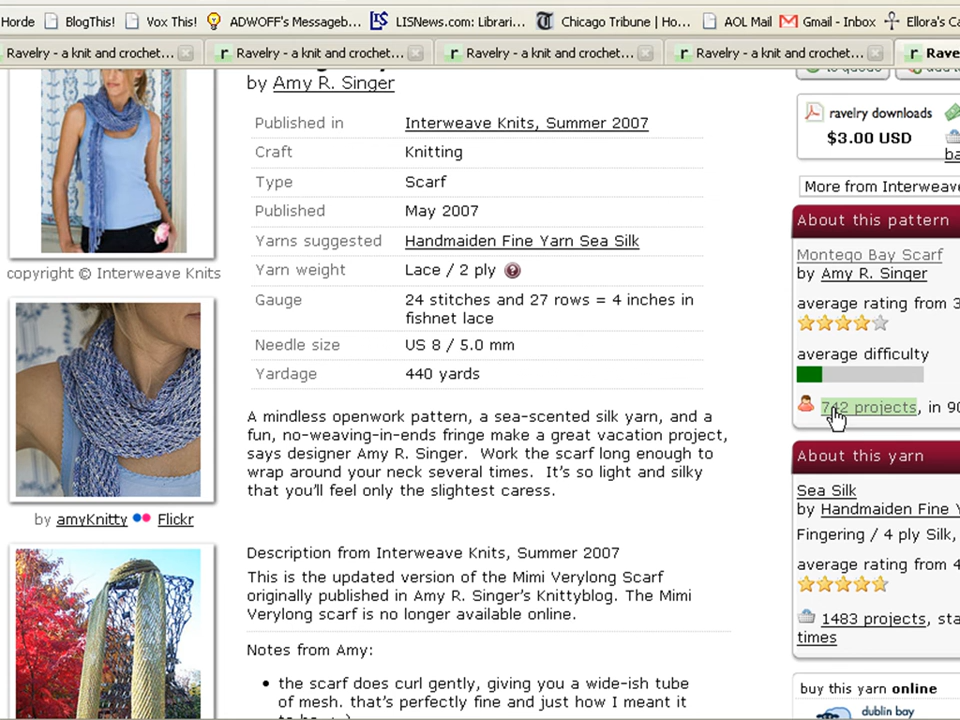 Horde BlogThis! Vox This! ADWOFF's Messageb... LISNews.com: Librari... Chicago Tribune | Ho... AOL Mail Gmail - Inbox Ellora's Ca
Ravelry - a knit and crochet... Ravelry - a knit and crochet... Ravelry - a knit and crochet... Ravelry - a knit and crochet... Rave
by Amy R. Singer
Published in Interweave Knits, Summer 2007
Craft Knitting
Type Scarf
Published May 2007
Yarns suggested Handmaiden Fine Yarn Sea Silk
Yarn weight Lace / 2 ply ?
Gauge 24 stitches and 27 rows = 4 inches in
fishnet lace
Needle size US 8 / 5.0 mm
Yardage 440 yards
A mindless openwork pattern, a sea-scented silk yarn, and a
fun, no-weaving-in-ends fringe make a great vacation project,
says designer Amy R. Singer. Work the scarf long enough to
wrap around your neck several times. It's so light and silky
that you'll feel only the slightest caress.
Description from Interweave Knits, Summer 2007
This is the updated version of the Mimi Verylong Scarf
originally published in Amy R. Singer's Knittyblog. The Mimi
Verylong scarf is no longer available online.
Notes from Amy:
• the scarf does curl gently, giving you a wide-ish tube
of mesh. that's perfectly fine and just how I meant it
copyright © Interweave Knits
by amyKnitty Flickr
ravelry downloads
$3.00 USD
ba
More from Interweave
About this pattern
Montego Bay Scarf
by Amy R. Singer
average rating from 3
average difficulty
742 projects, in 90
About this yarn
Sea Silk
by Handmaiden Fine Y
Fingering / 4 ply Silk,
average rating from 4
1483 projects, sta
times
buy this yarn online
dublin bay